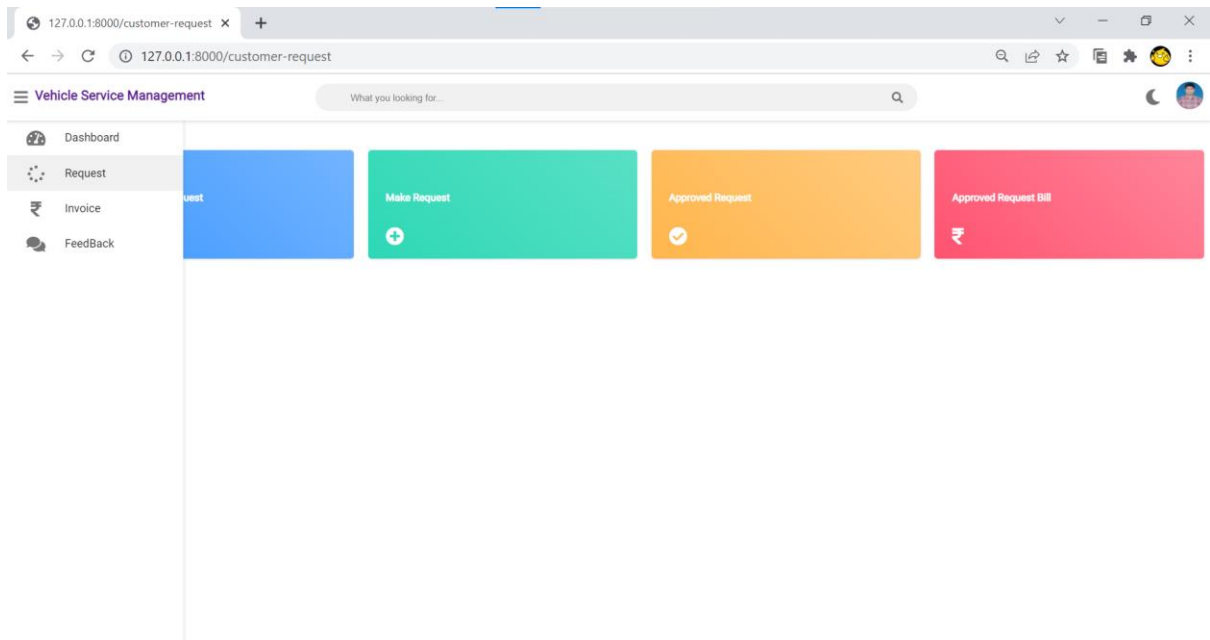 127.0.0.1:8000/customer-request
127.0.0.1:8000/customer-request
Vehicle Service Management
What you looking for...
Dashboard
Request
Invoice
FeedBack
uest
Make Request
Approved Request
Approved Request Bill
₹